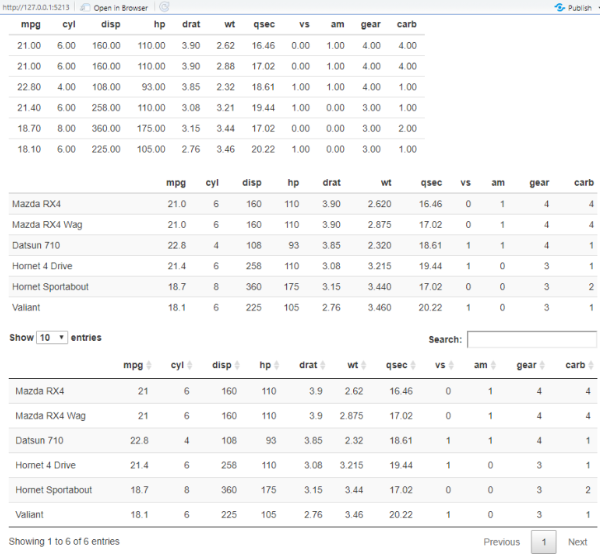 http://127.0.0.1:5213 Open in Browser Publish
mpg cyl disp hp drat wt qsec vs am gear carb
21.00 6.00 160.00 110.00 3.90 2.62 16.46 0.00 1.00 4.00 4.00
21.00 6.00 160.00 110.00 3.90 2.88 17.02 0.00 1.00 4.00 4.00
22.80 4.00 108.00 93.00 3.85 2.32 18.61 1.00 1.00 4.00 1.00
21.40 6.00 258.00 110.00 3.08 3.21 19.44 1.00 0.00 3.00 1.00
18.70 8.00 360.00 175.00 3.15 3.44 17.02 0.00 0.00 3.00 2.00
18.10 6.00 225.00 105.00 2.76 3.46 20.22 1.00 0.00 3.00 1.00
mpg cyl disp hp drat wt qsec vs am gear carb
Mazda RX4 21.0 6 160 110 3.90 2.620 16.46 0 1 4 4
Mazda RX4 Wag 21.0 6 160 110 3.90 2.875 17.02 0 1 4 4
Datsun 710 22.8 4 108 93 3.85 2.320 18.61 1 1 4 1
Hornet 4 Drive 21.4 6 258 110 3.08 3.215 19.44 1 0 3 1
Hornet Sportabout 18.7 8 360 175 3.15 3.440 17.02 0 0 3 2
Valiant 18.1 6 225 105 2.76 3.460 20.22 1 0 3 1
Show 10 entries Search:
mpg cyl disp hp drat wt qsec vs am gear carb
Mazda RX4 21 6 160 110 3.9 2.62 16.46 0 1 4 4
Mazda RX4 Wag 21 6 160 110 3.9 2.875 17.02 0 1 4 4
Datsun 710 22.8 4 108 93 3.85 2.32 18.61 1 1 4 1
Hornet 4 Drive 21.4 6 258 110 3.08 3.215 19.44 1 0 3 1
Hornet Sportabout 18.7 8 360 175 3.15 3.44 17.02 0 0 3 2
Valiant 18.1 6 225 105 2.76 3.46 20.22 1 0 3 1
Showing 1 to 6 of 6 entries Previous 1 Next